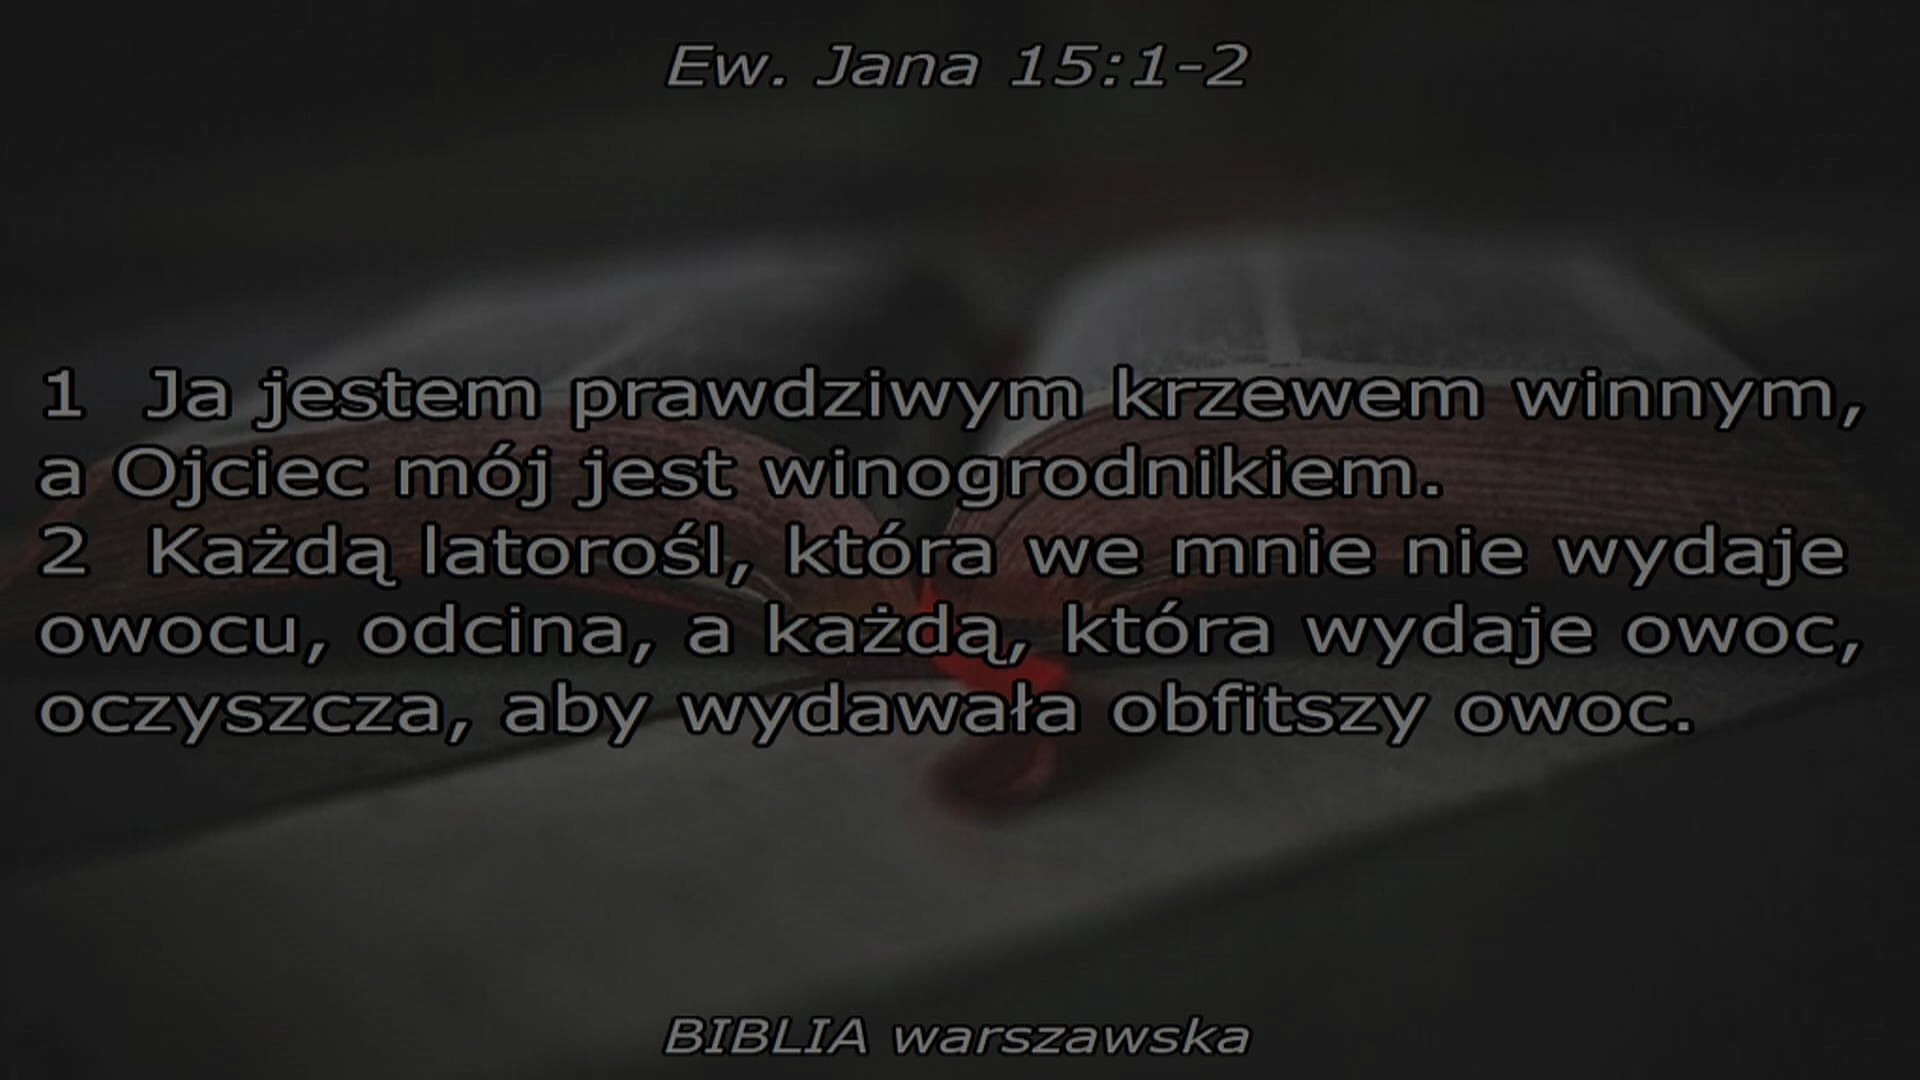 Ew. Jana 15:1-2
1 Ja jestem prawdziwym krzewem winnym,
a Ojciec mój jest winogrodnikiem.
2 Każdą latorośl, która we mnie nie wydaje
owocu, odcina, a każdą, która wydaje owoc,
oczyszcza, aby wydawała obfitszy owoc.
BIBLIA warszawska